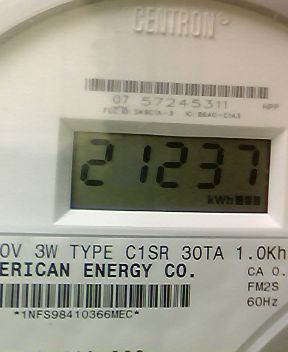 CENTRON
07 57245311 HPP
21237
kWh
0V 3W TYPE C1SR 30TA 1.0Kh
ERICAN ENERGY CO.
CA 0.
FM2S
60Hz
*1NFS98410366MEC*